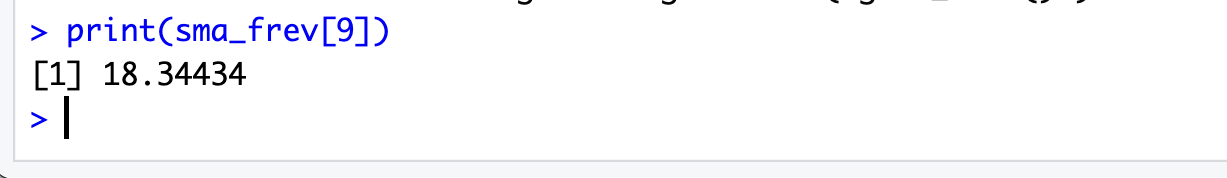 > print(sma_frev[9])
[1] 18.34434
>